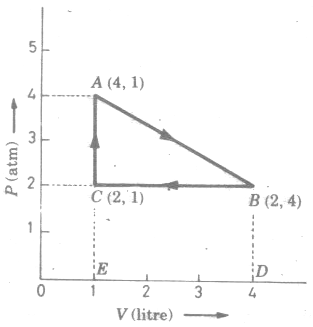 5
A (4, 1)
4
3
P (atm)
2
C (2, 1)
B (2, 4)
1
E
D
0
1
2
3
4
V (litre)